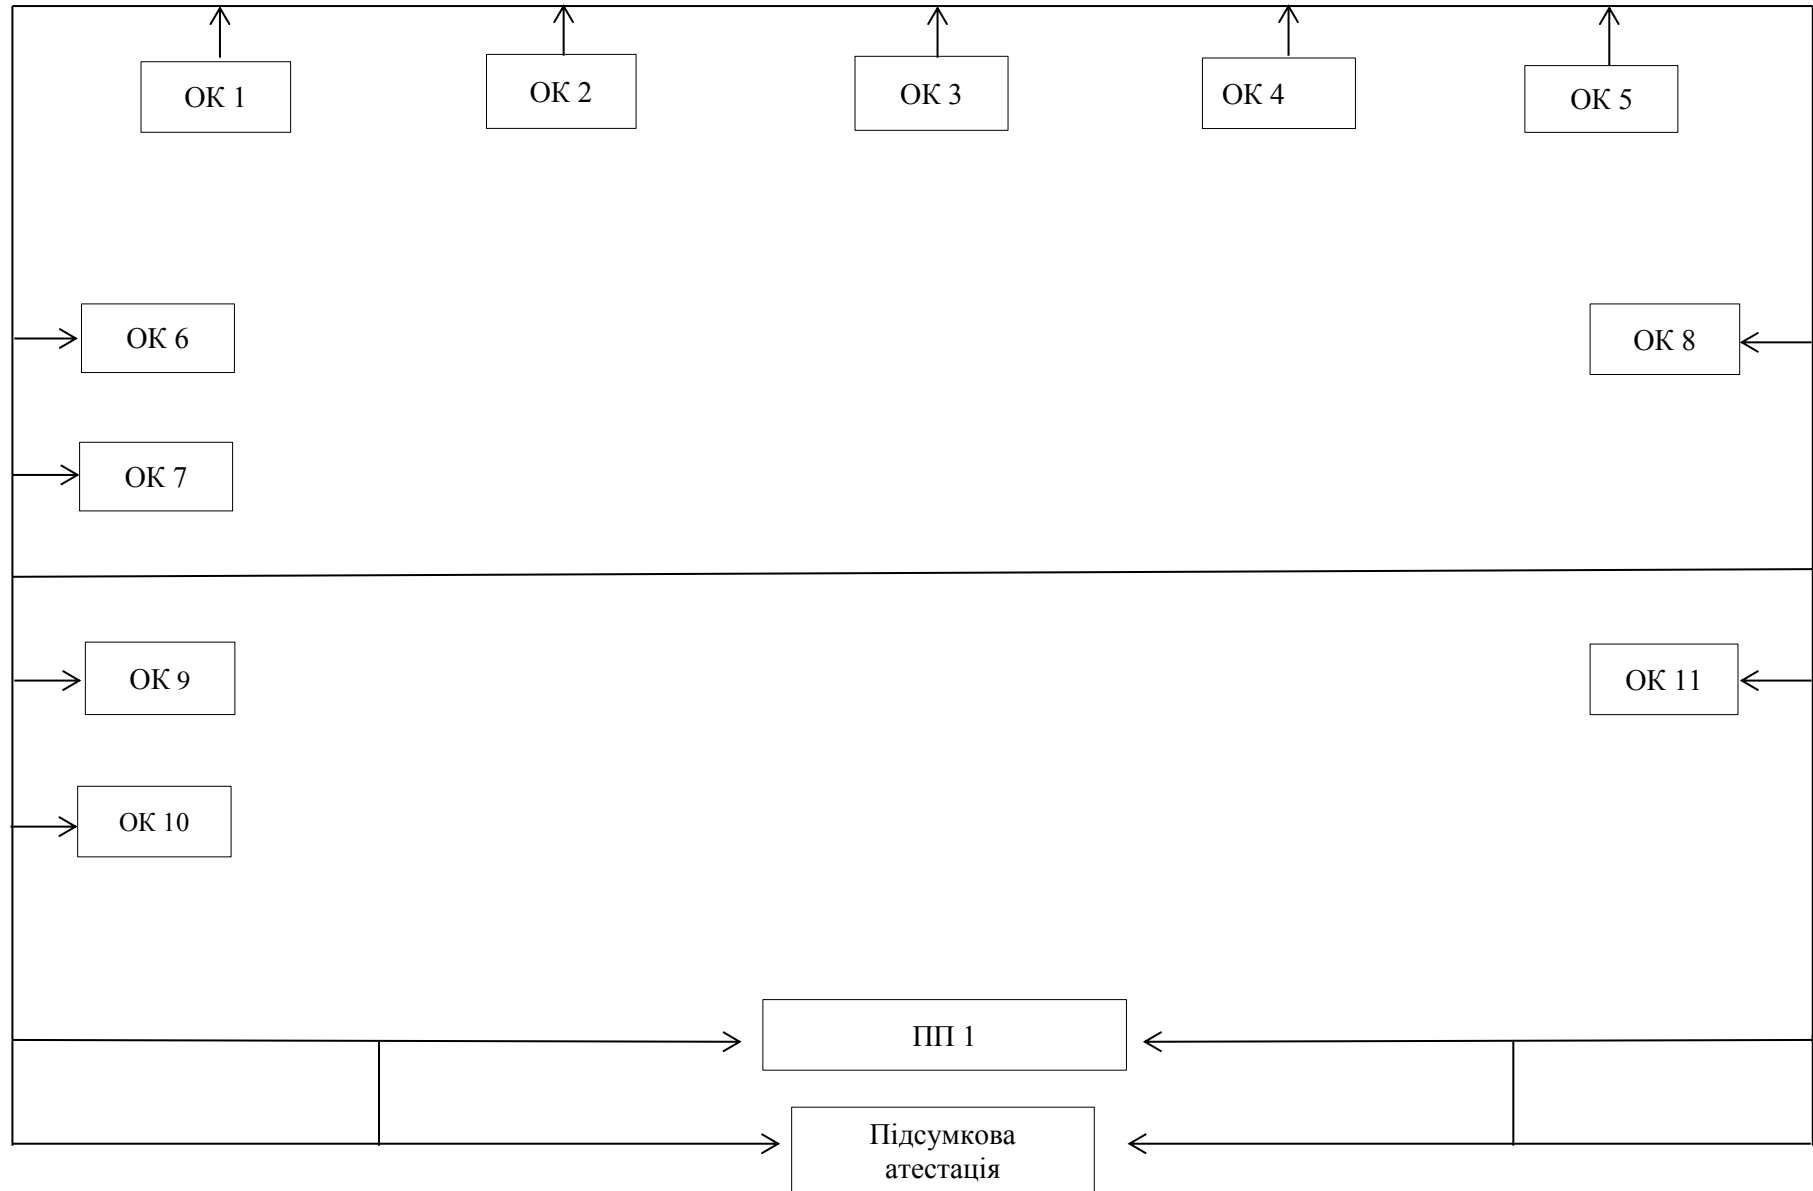 ОК 1
ОК 2
ОК 3
ОК 4
ОК 5
ОК 6
ОК 8
ОК 7
ОК 9
ОК 11
ОК 10
ПП 1
Підсумкова
атестація